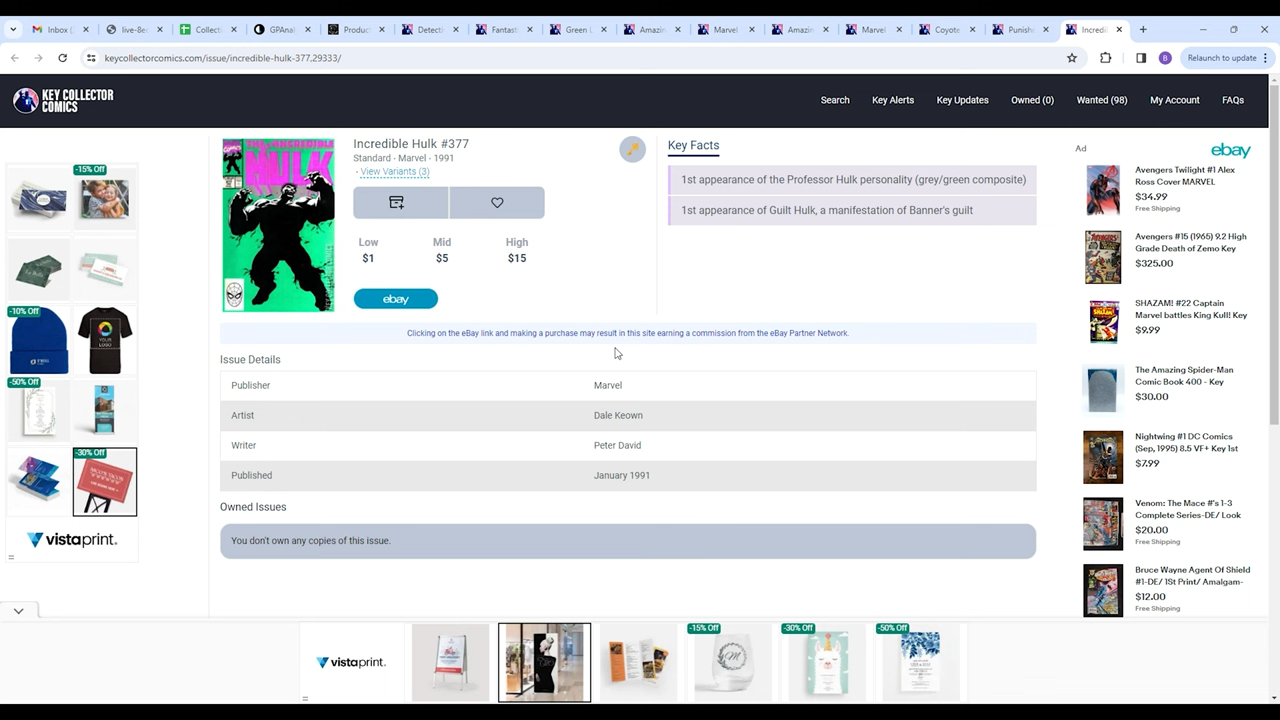 Inbox (
live-8e
Collecti
GPAnal
Product
Detecti
Fantast
Green L
Amazin
Marvel
Amazin
Marvel
Coyote
Punishe
Incredi
keycollectorcomics.com/issue/incredible-hulk-377,29333/
B
Relaunch to update
KEY COLLECTOR
COMICS
Search
Key Alerts
Key Updates
Owned (0)
Wanted (98)
My Account
FAQs
-15% Off
-10% Off
YOUR
LOGO
-50% Off
-30% Off
vistaprint.
THE INCREDIBLE
HULK
Incredible Hulk #377
Standard - Marvel - 1991
- View Variants (3)
Low
Mid
High
$1
$5
$15
ebay
Key Facts
1st appearance of the Professor Hulk personality (grey/green composite)
1st appearance of Guilt Hulk, a manifestation of Banner's guilt
Clicking on the eBay link and making a purchase may result in this site earning a commission from the eBay Partner Network.
Issue Details
Publisher
Marvel
Artist
Dale Keown
Writer
Peter David
Published
January 1991
Owned Issues
You don't own any copies of this issue.
Ad
ebay
Avengers Twilight #1 Alex
Ross Cover MARVEL
$34.99
Free Shipping
Avengers #15 (1965) 9.2 High
Grade Death of Zemo Key
$325.00
SHAZAM! #22 Captain
Marvel battles King Kull! Key
$9.99
The Amazing Spider-Man
Comic Book 400 - Key
$30.00
Nightwing #1 DC Comics
(Sep, 1995) 8.5 VF+ Key 1st
$7.99
Venom: The Mace #'s 1-3
Complete Series-DE/ Look
$20.00
Free Shipping
Bruce Wayne Agent Of Shield
#1-DE/ 1St Print/ Amalgam-
$12.00
Free Shipping
vistaprint.
-15% Off
M
-30% Off
-50% Off